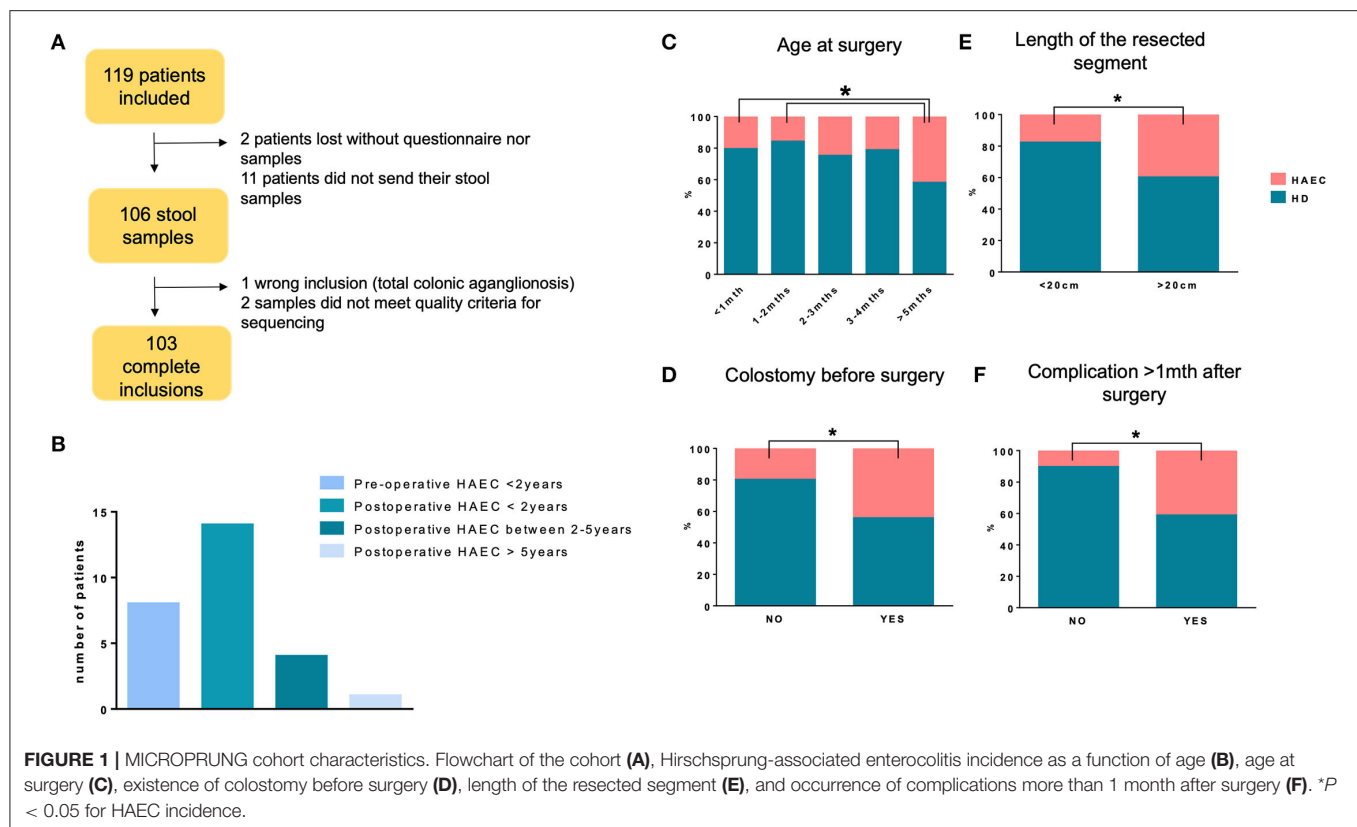 A
119 patients
included
2 patients lost without questionnaire nor
samples
11 patients did not send their stool
samples
106 stool
samples
1 wrong inclusion (total colonic aganglionosis)
2 samples did not meet quality criteria for
sequencing
103
complete
inclusions
B
Pre-operative HAEC <2years
Postoperative HAEC < 2years
Postoperative HAEC between 2-5years
Postoperative HAEC > 5years
number of patients
15
10
5
0
C
Age at surgery
*
%
100
80
60
40
20
0
<1mth
1-2mths
2-3mths
3-4mths
>5mths
E
Length of the resected
segment
*
%
100
80
60
40
20
0
<20cm
>20cm
HAEC
HD
D
Colostomy before surgery
*
%
100
80
60
40
20
0
NO
YES
F
Complication >1mth after
surgery
*
%
100
80
60
40
20
0
NO
YES
FIGURE 1 | MICROPRUNG cohort characteristics. Flowchart of the cohort (A), Hirschsprung-associated enterocolitis incidence as a function of age (B), age at
surgery (C), existence of colostomy before surgery (D), length of the resected segment (E), and occurrence of complications more than 1 month after surgery (F). *P
< 0.05 for HAEC incidence.